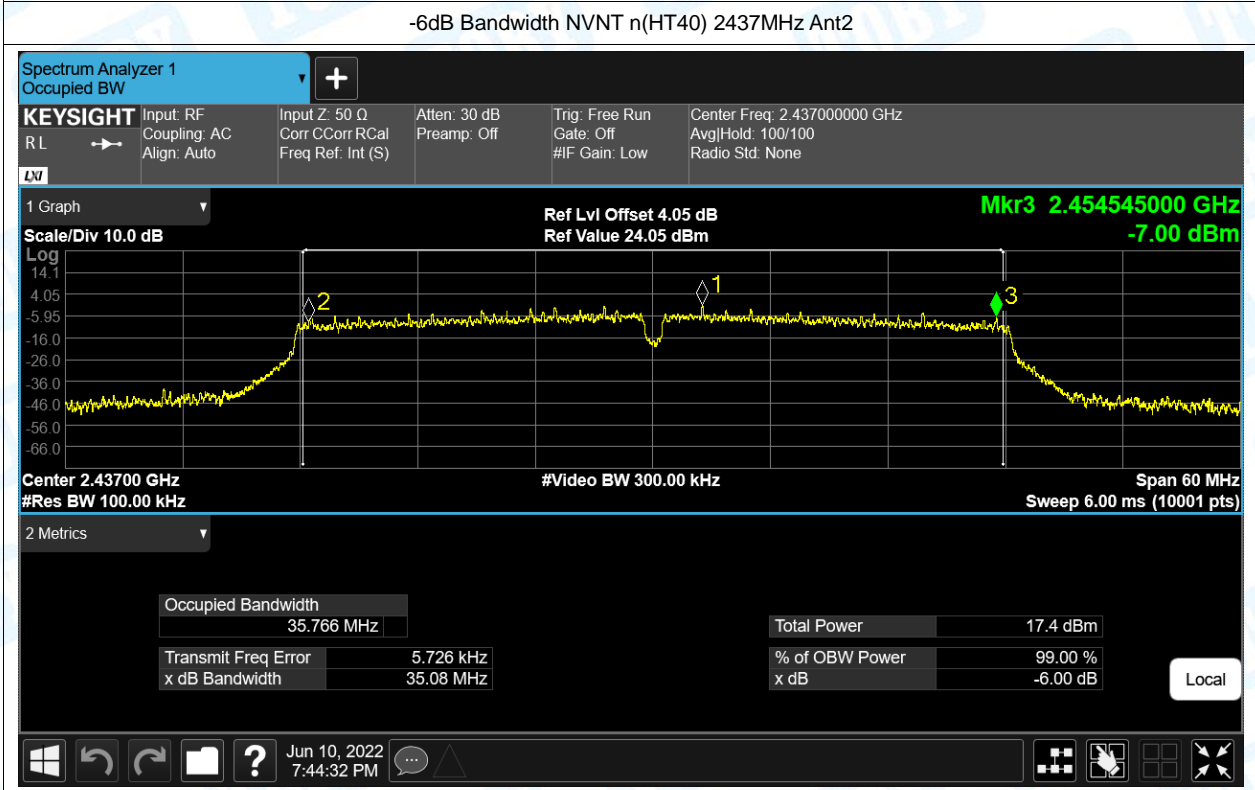 -6dB Bandwidth NVNT n(HT40) 2437MHz Ant2
Spectrum Analyzer 1
Occupied BW
KEYSIGHT
R L
LXI
Input: RF
Coupling: AC
Align: Auto
Input Z: 50 Ω
Corr CCorr RCal
Freq Ref: Int (S)
Atten: 30 dB
Preamp: Off
Trig: Free Run
Gate: Off
#IF Gain: Low
Center Freq: 2.437000000 GHz
Avg|Hold: 100/100
Radio Std: None
1 Graph
Scale/Div 10.0 dB
Ref Lvl Offset 4.05 dB
Ref Value 24.05 dBm
Mkr3 2.454545000 GHz
-7.00 dBm
Log
14.1
4.05
-5.95
-16.0
-26.0
-36.0
-46.0
-56.0
-66.0
2
1
3
Center 2.43700 GHz
#Res BW 100.00 kHz
#Video BW 300.00 kHz
Span 60 MHz
Sweep 6.00 ms (10001 pts)
2 Metrics
Occupied Bandwidth
35.766 MHz
Transmit Freq Error 5.726 kHz
x dB Bandwidth 35.08 MHz
Total Power 17.4 dBm
% of OBW Power 99.00 %
x dB -6.00 dB
Local
?
Jun 10, 2022
7:44:32 PM